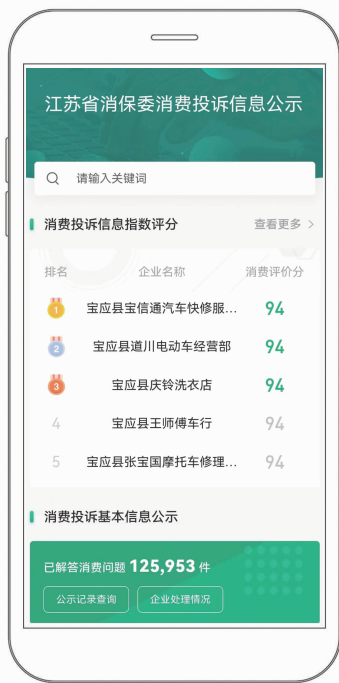 江苏省消保委消费投诉信息公示
请输入关键词
消费投诉信息指数评分 查看更多 >
排名 企业名称 消费评价分
1 宝应县宝信通汽车快修服... 94
2 宝应县道川电动车经营部 94
3 宝应县庆铃洗衣店 94
4 宝应县王师傅车行 94
5 宝应县张宝国摩托车修理... 94
消费投诉基本信息公示
已解答消费问题 125,953 件
公示记录查询 企业处理情况